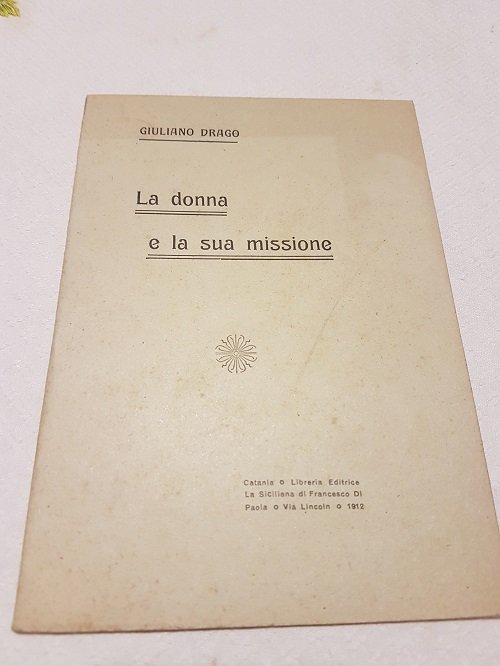 GIULIANO DRAGO
La donna
e la sua missione
Catania o Libreria Editrice
La Siciliana di Francesco Di
Paola o Via Lincoln o 1912